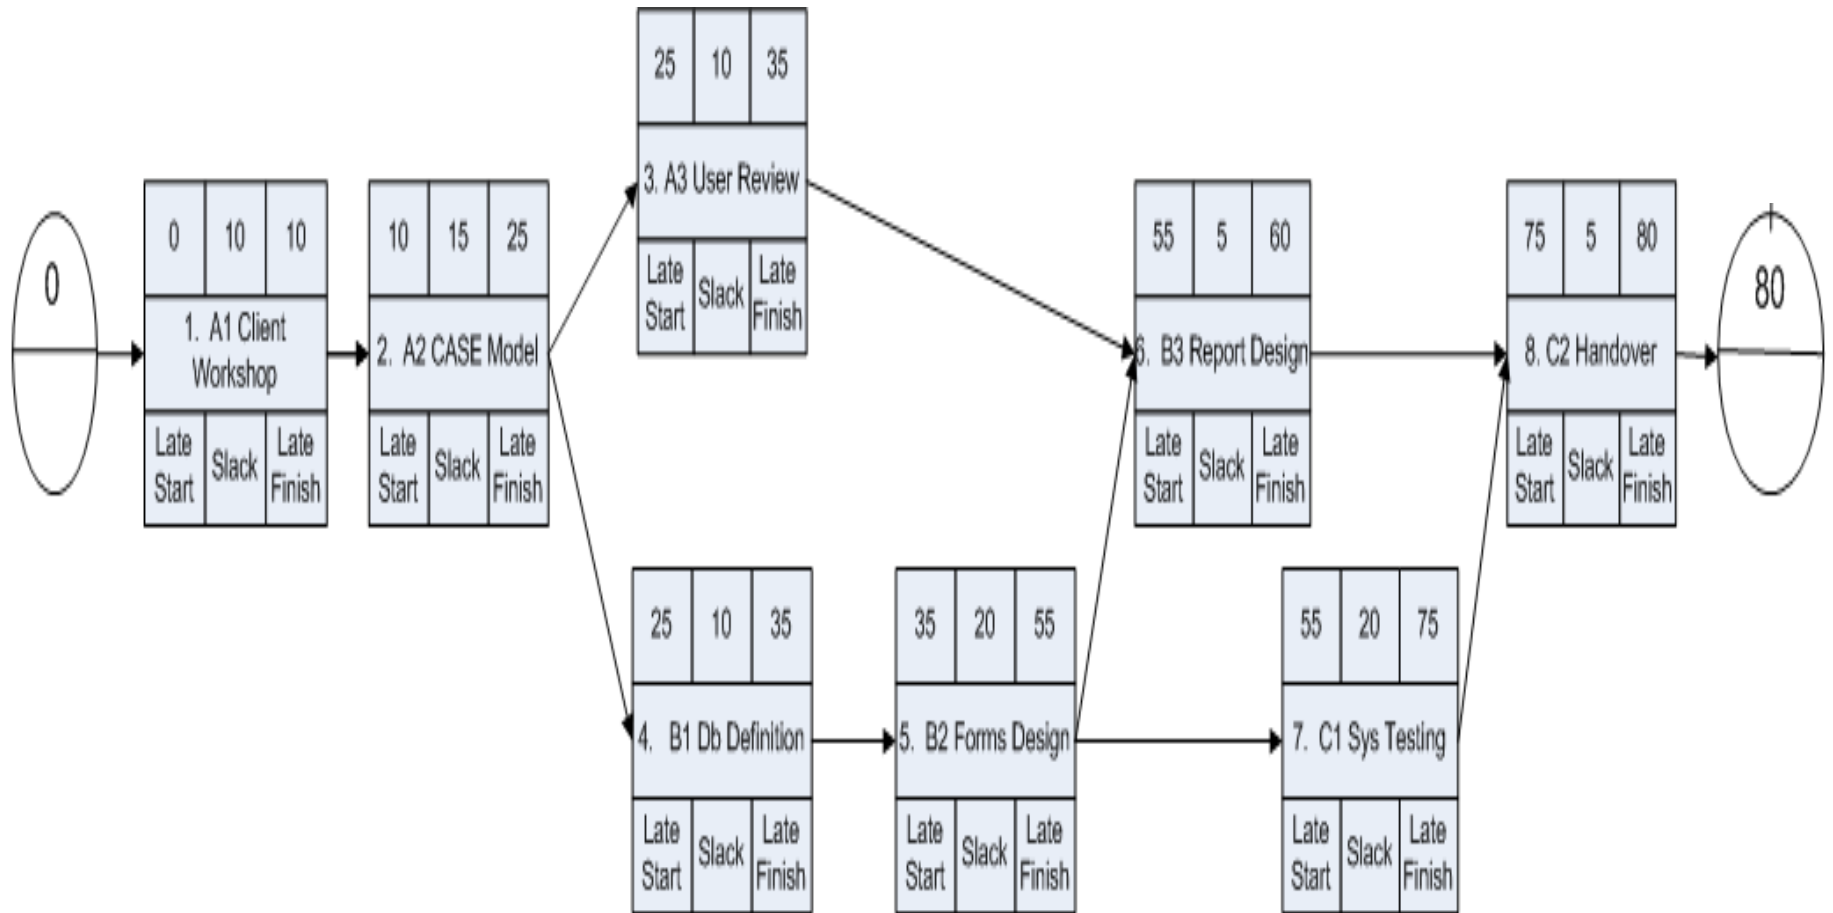 0
0 10 10
1. A1 Client
Workshop
Late Start Slack Late Finish
10 15 25
2. A2 CASE Model
Late Start Slack Late Finish
25 10 35
3. A3 User Review
Late Start Slack Late Finish
25 10 35
4. B1 Db Definition
Late Start Slack Late Finish
35 20 55
5. B2 Forms Design
Late Start Slack Late Finish
55 5 60
6. B3 Report Design
Late Start Slack Late Finish
55 20 75
7. C1 Sys Testing
Late Start Slack Late Finish
75 5 80
8. C2 Handover
Late Start Slack Late Finish
80